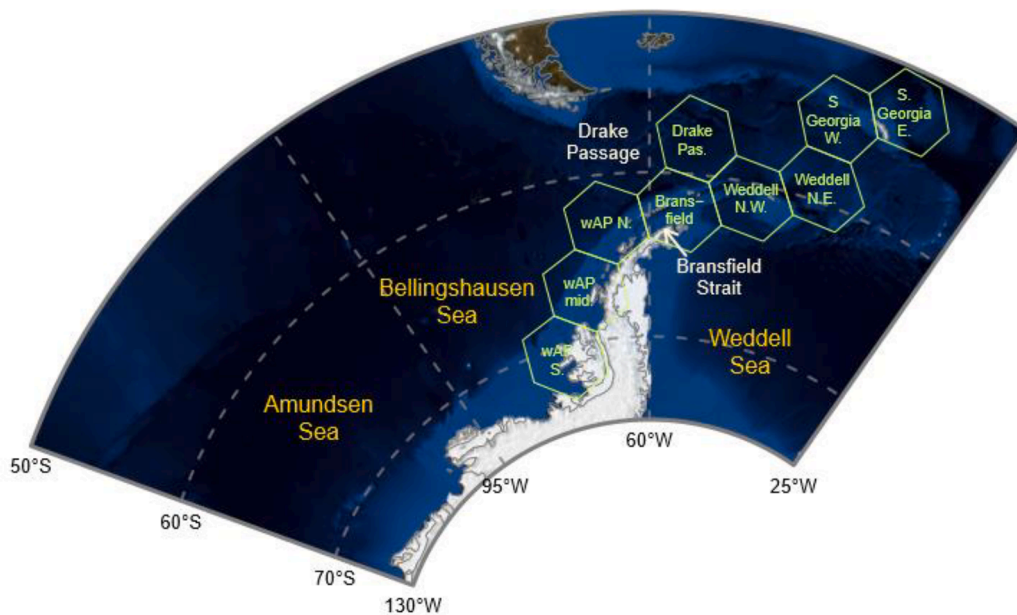 S
Georgia
W.
S.
Georgia
E.
Drake
Passage
Drake
Pas.
Weddell
N.E.
Weddell
N.W.
Brans–
field
wAP N.
Bransfield
Strait
wAP
mid.
Bellingshausen
Sea
wAP
S.
Weddell
Sea
Amundsen
Sea
50°S
60°S
70°S
130°W
95°W
60°W
25°W